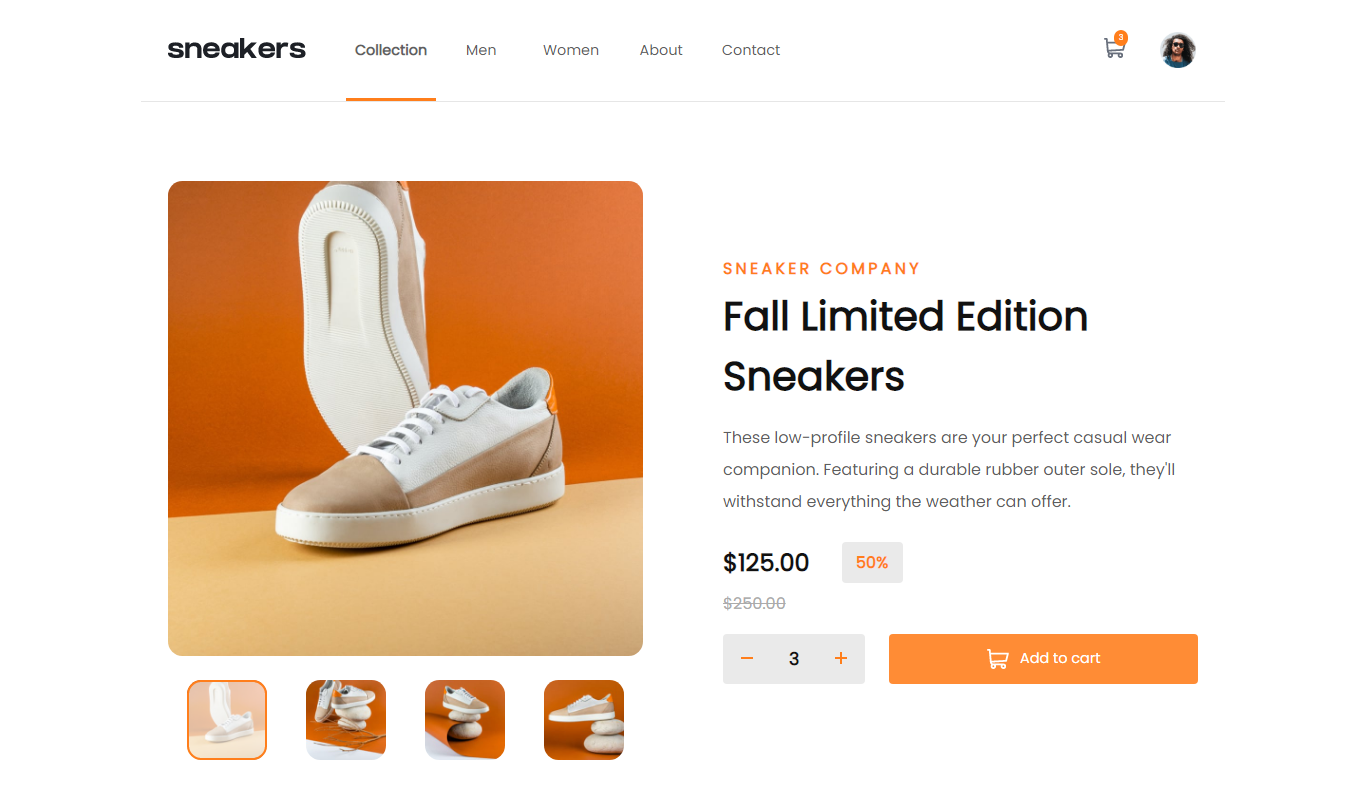 sneakers
Collection
Men
Women
About
Contact
3
SNEAKER COMPANY
Fall Limited Edition
Sneakers
These low-profile sneakers are your perfect casual wear
companion. Featuring a durable rubber outer sole, they'll
withstand everything the weather can offer.
$125.00
50%
$250.00
3
Add to cart